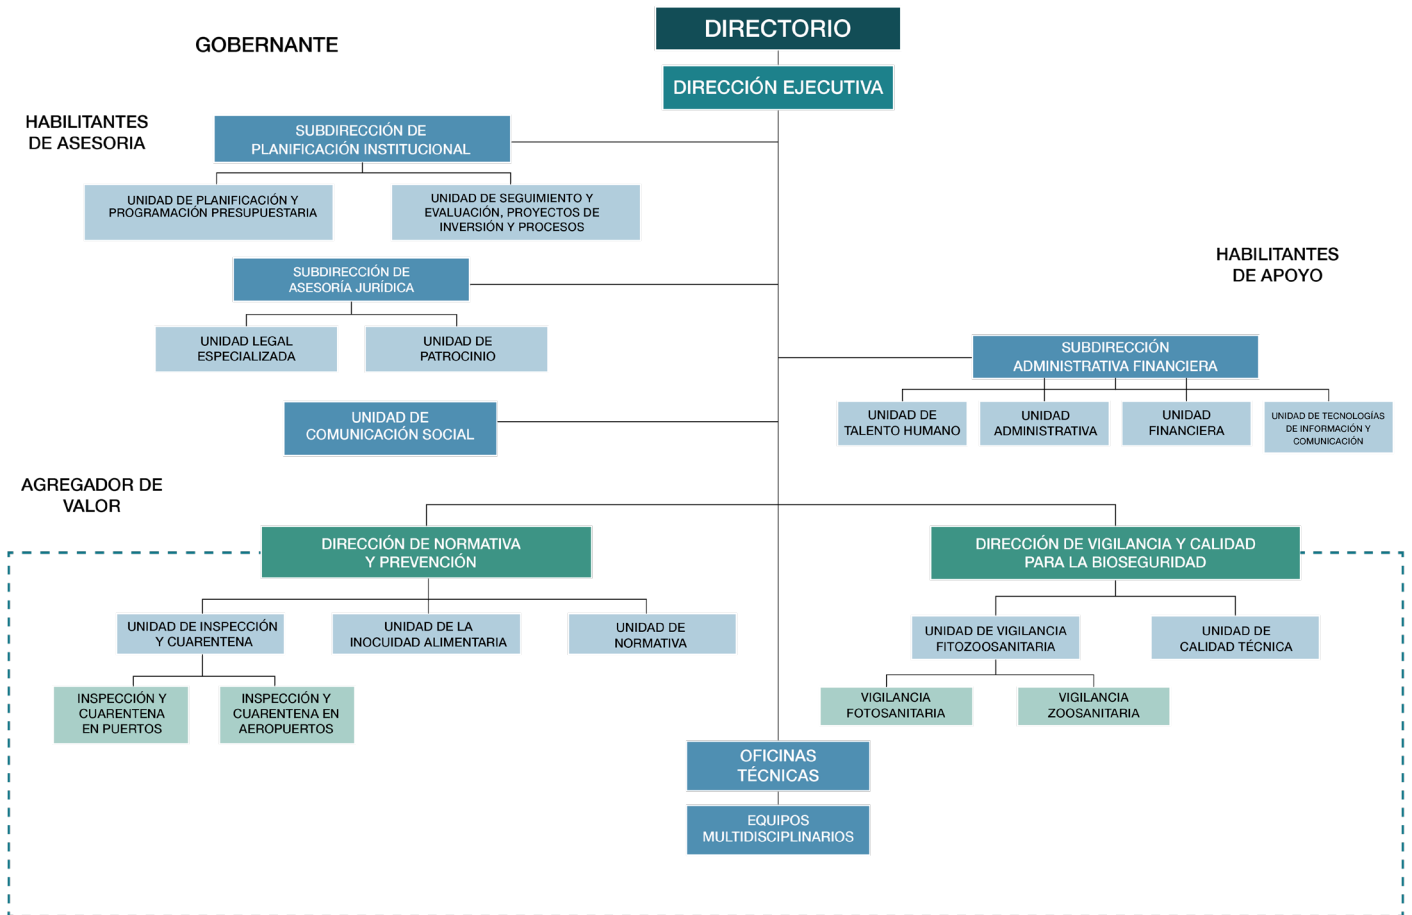 DIRECTORIO
GOBERNANTE
DIRECCIÓN EJECUTIVA
HABILITANTES
DE ASESORIA
SUBDIRECCIÓN DE
PLANIFICACIÓN INSTITUCIONAL
UNIDAD DE PLANIFICACIÓN Y
PROGRAMACIÓN PRESUPUESTARIA
UNIDAD DE SEGUIMIENTO Y
EVALUACIÓN, PROYECTOS DE
INVERSIÓN Y PROCESOS
HABILITANTES
DE APOYO
SUBDIRECCIÓN DE
ASESORÍA JURÍDICA
UNIDAD LEGAL
ESPECIALIZADA
UNIDAD DE
PATROCINIO
SUBDIRECCIÓN
ADMINISTRATIVA FINANCIERA
UNIDAD DE
TALENTO HUMANO
UNIDAD
ADMINISTRATIVA
UNIDAD
FINANCIERA
UNIDAD DE TECNOLOGÍAS
DE INFORMACIÓN Y
COMUNICACIÓN
UNIDAD DE
COMUNICACIÓN SOCIAL
AGREGADOR DE
VALOR
DIRECCIÓN DE NORMATIVA
Y PREVENCIÓN
DIRECCIÓN DE VIGILANCIA Y CALIDAD
PARA LA BIOSEGURIDAD
UNIDAD DE INSPECCIÓN
Y CUARENTENA
UNIDAD DE LA
INOCUIDAD ALIMENTARIA
UNIDAD DE
NORMATIVA
UNIDAD DE VIGILANCIA
FITOZOOSANITARIA
UNIDAD DE
CALIDAD TÉCNICA
INSPECCIÓN Y
CUARENTENA
EN PUERTOS
INSPECCIÓN Y
CUARENTENA EN
AEROPUERTOS
VIGILANCIA
FOTOSANITARIA
VIGILANCIA
ZOOSANITARIA
OFICINAS
TÉCNICAS
EQUIPOS
MULTIDISCIPLINARIOS